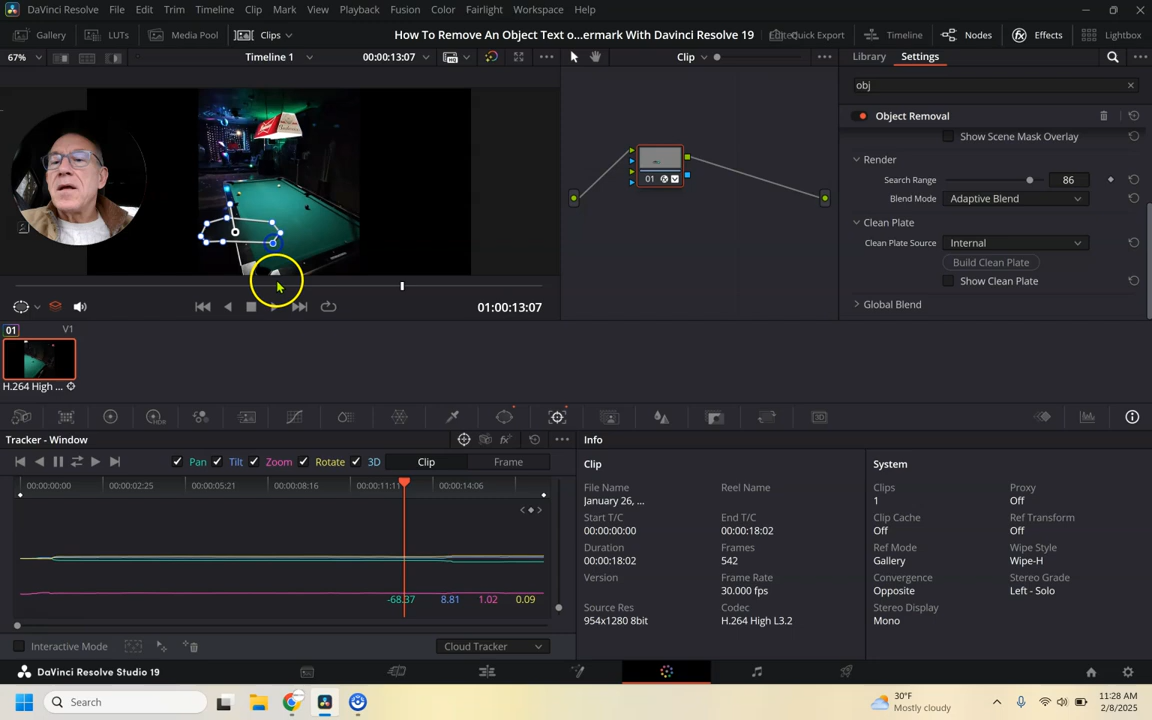 DaVinci Resolve File Edit Trim Timeline Clip Mark View Playback Fusion Color Fairlight Workspace Help
Gallery LUTs Media Pool Clips How To Remove An Object Text o...ermark With Davinci Resolve 19 Quick Export Timeline Nodes Effects Lightbox
67% Timeline 1 00:00:13:07 Clip Library Settings
obj
Object Removal
Show Scene Mask Overlay
Render
Search Range 86
Blend Mode Adaptive Blend
Clean Plate
Clean Plate Source Internal
Build Clean Plate
Show Clean Plate
Global Blend
01:00:13:07
01 V1
01
H.264 High ...
Tracker - Window Info
Pan Tilt Zoom Rotate 3D Clip Frame
00:00:00:00 00:00:02:25 00:00:05:21 00:00:08:16 00:00:11:11 00:00:14:06
-68.37 8.81 1.02 0.09
Interactive Mode Cloud Tracker
Clip System
File Name Reel Name Clips Proxy
January 26, ... 1 Off
Start T/C End T/C Clip Cache Ref Transform
00:00:00:00 00:00:18:02 Off Off
Duration Frames Ref Mode Wipe Style
00:00:18:02 542 Gallery Wipe-H
Version Frame Rate Convergence Stereo Grade
30.000 fps Opposite Left - Solo
Source Res Codec Stereo Display
954x1280 8bit H.264 High L3.2 Mono
DaVinci Resolve Studio 19
Search 30°F Mostly cloudy 11:28 AM
2/8/2025